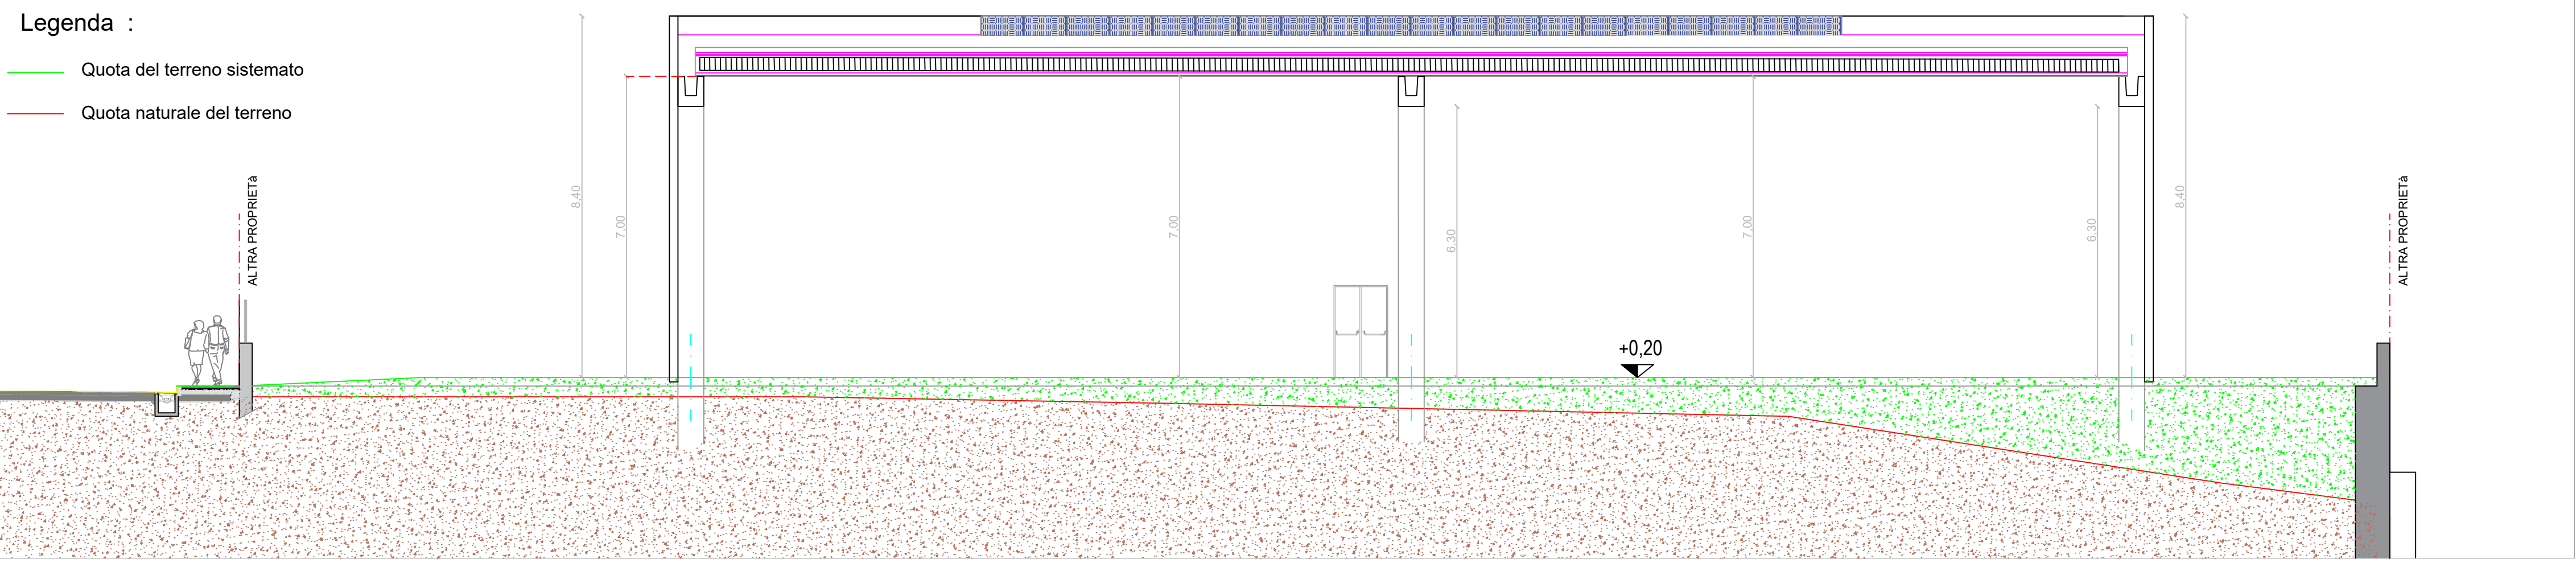 Legenda :
Quota del terreno sistemato
Quota naturale del terreno
ALTRA PROPRIETà
8,40
7,00
7,00
6,30
7,00
6,30
8,40
ALTRA PROPRIETà
+0,20